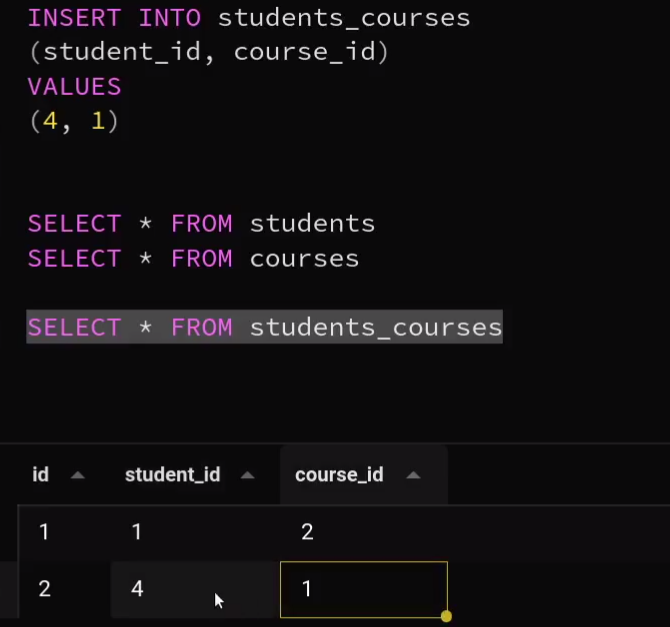 INSERT INTO students_courses
(student_id, course_id)
VALUES
(4, 1)
SELECT * FROM students
SELECT * FROM courses
SELECT * FROM students_courses
id student_id course_id
1 1 2
2 4 1